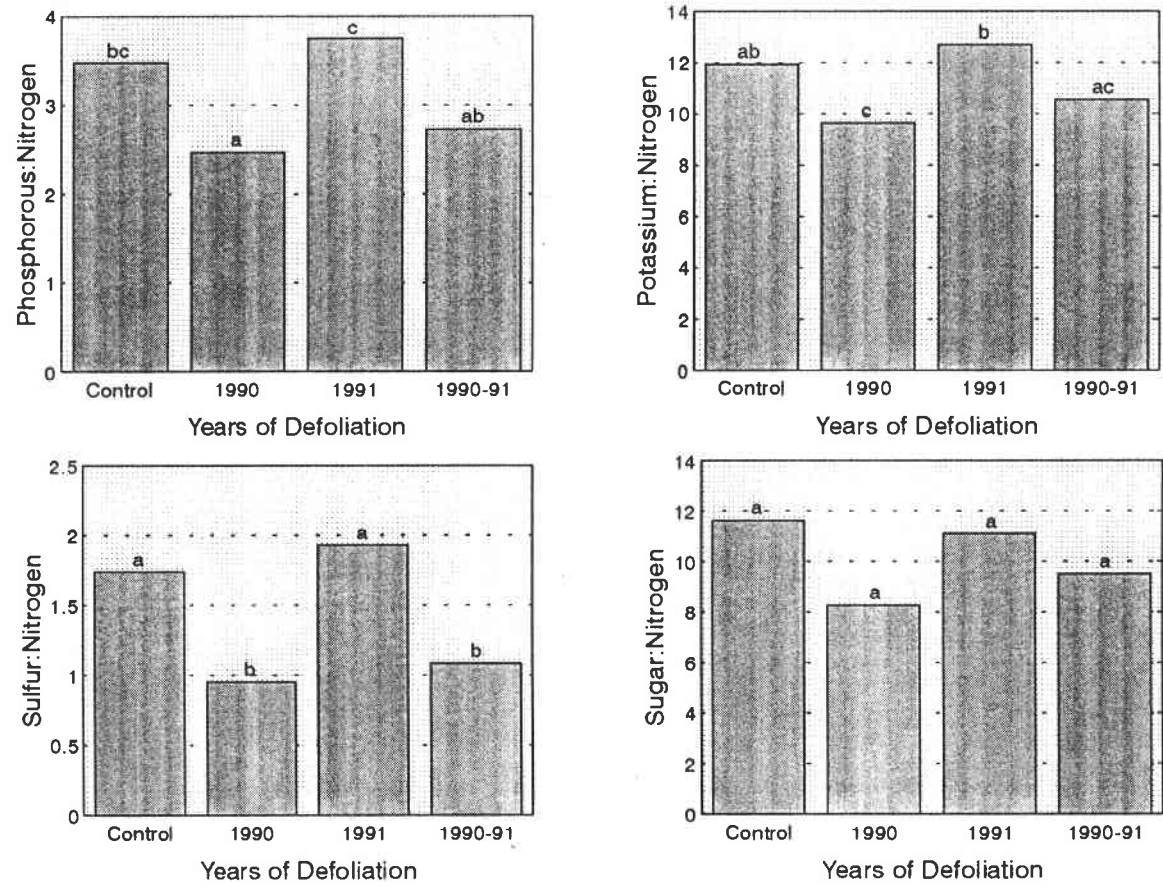 Phosphorous:Nitrogen
4
3
2
1
0
bc
a
c
ab
Control 1990 1991 1990-91
Years of Defoliation
Potassium:Nitrogen
14
12
10
8
6
4
2
0
ab
c
b
ac
Control 1990 1991 1990-91
Years of Defoliation
Sulfur:Nitrogen
2.5
2
1.5
1
0.5
0
a
b
a
b
Control 1990 1991 1990-91
Years of Defoliation
Sugar:Nitrogen
14
12
10
8
6
4
2
0
a
a
a
a
Control 1990 1991 1990-91
Years of Defoliation